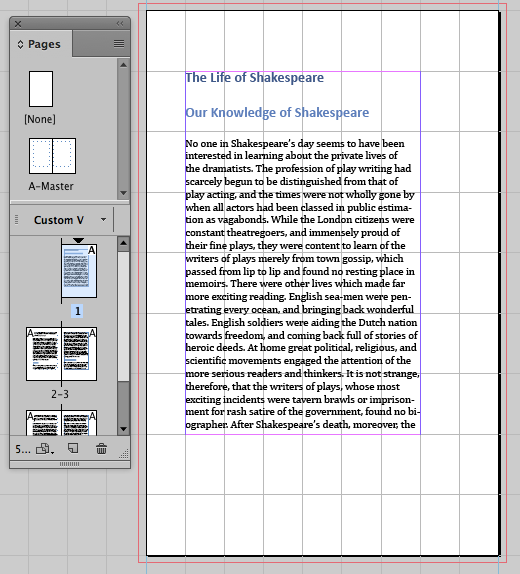 Pages
[None]
A-Master
Custom V
A
1
A
A
2-3
A
A
5...
The Life of Shakespeare
Our Knowledge of Shakespeare
No one in Shakespeare's day seems to have been
interested in learning about the private lives of
the dramatists. The profession of play writing had
scarcely begun to be distinguished from that of
play acting, and the times were not wholly gone by
when all actors had been classed in public estima-
tion as vagabonds. While the London citizens were
constant theatregoers, and immensely proud of
their fine plays, they were content to learn of the
writers of plays merely from town gossip, which
passed from lip to lip and found no resting place in
memoirs. There were other lives which made far
more exciting reading. English sea-men were pen-
etrating every ocean, and bringing back wonderful
tales. English soldiers were aiding the Dutch nation
towards freedom, and coming back full of stories of
heroic deeds. At home great political, religious, and
scientific movements engaged the attention of the
more serious readers and thinkers. It is not strange,
therefore, that the writers of plays, whose most
exciting incidents were tavern brawls or imprison-
ment for rash satire of the government, found no bi-
ographer. After Shakespeare's death, moreover, the